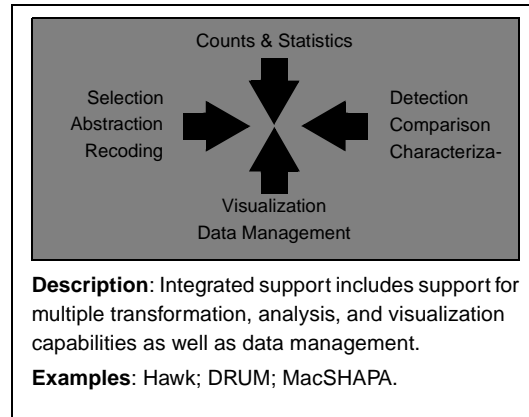 Counts & Statistics
Selection
Abstraction
Recoding
Detection
Comparison
Characteriza-
Visualization
Data Management
Description: Integrated support includes support for
multiple transformation, analysis, and visualization
capabilities as well as data management.
Examples: Hawk; DRUM; MacSHAPA.